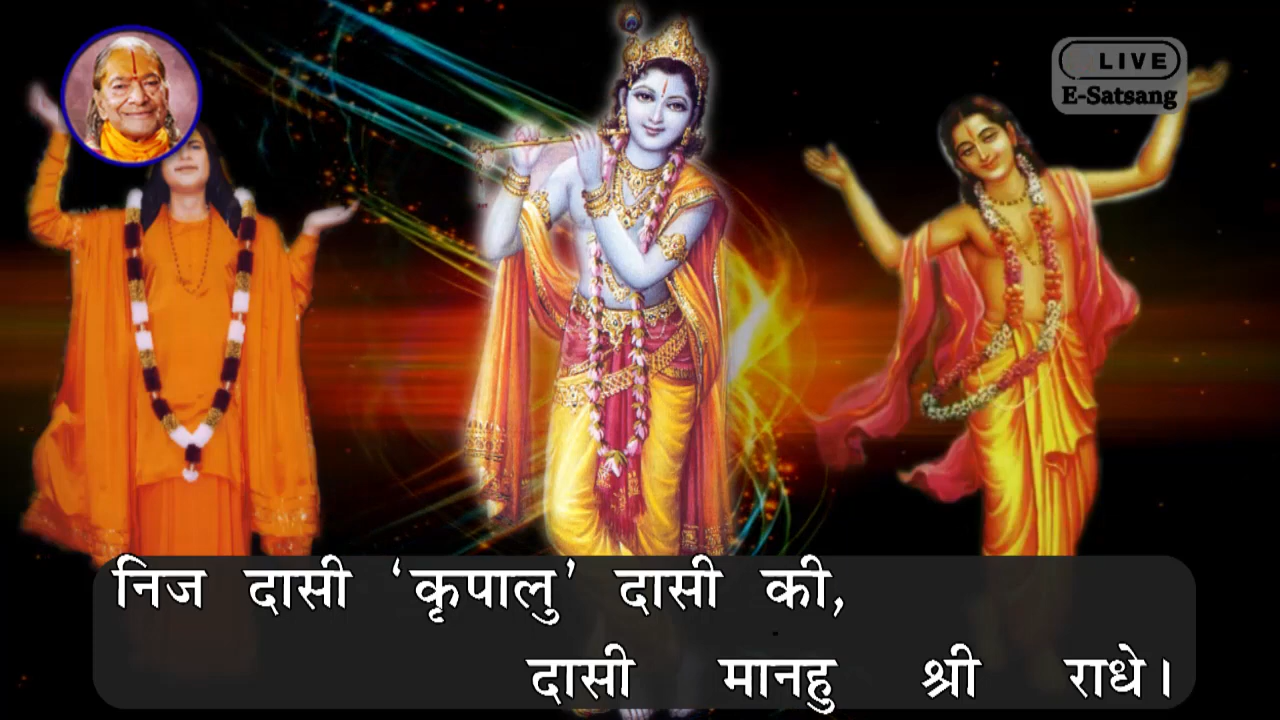 LIVE
E-Satsang
निज दासी ‘कृपालु’ दासी की,
दासी मानहु श्री राधे।